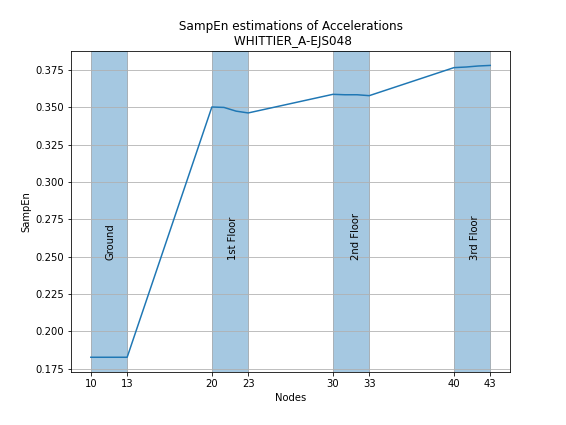 SampEn estimations of Accelerations
WHITTIER_A-EJS048
0.375
0.350
0.325
0.300
0.275
0.250
0.225
0.200
0.175
SampEn
Ground
1st Floor
2nd Floor
3rd Floor
10 13 20 23 30 33 40 43
Nodes